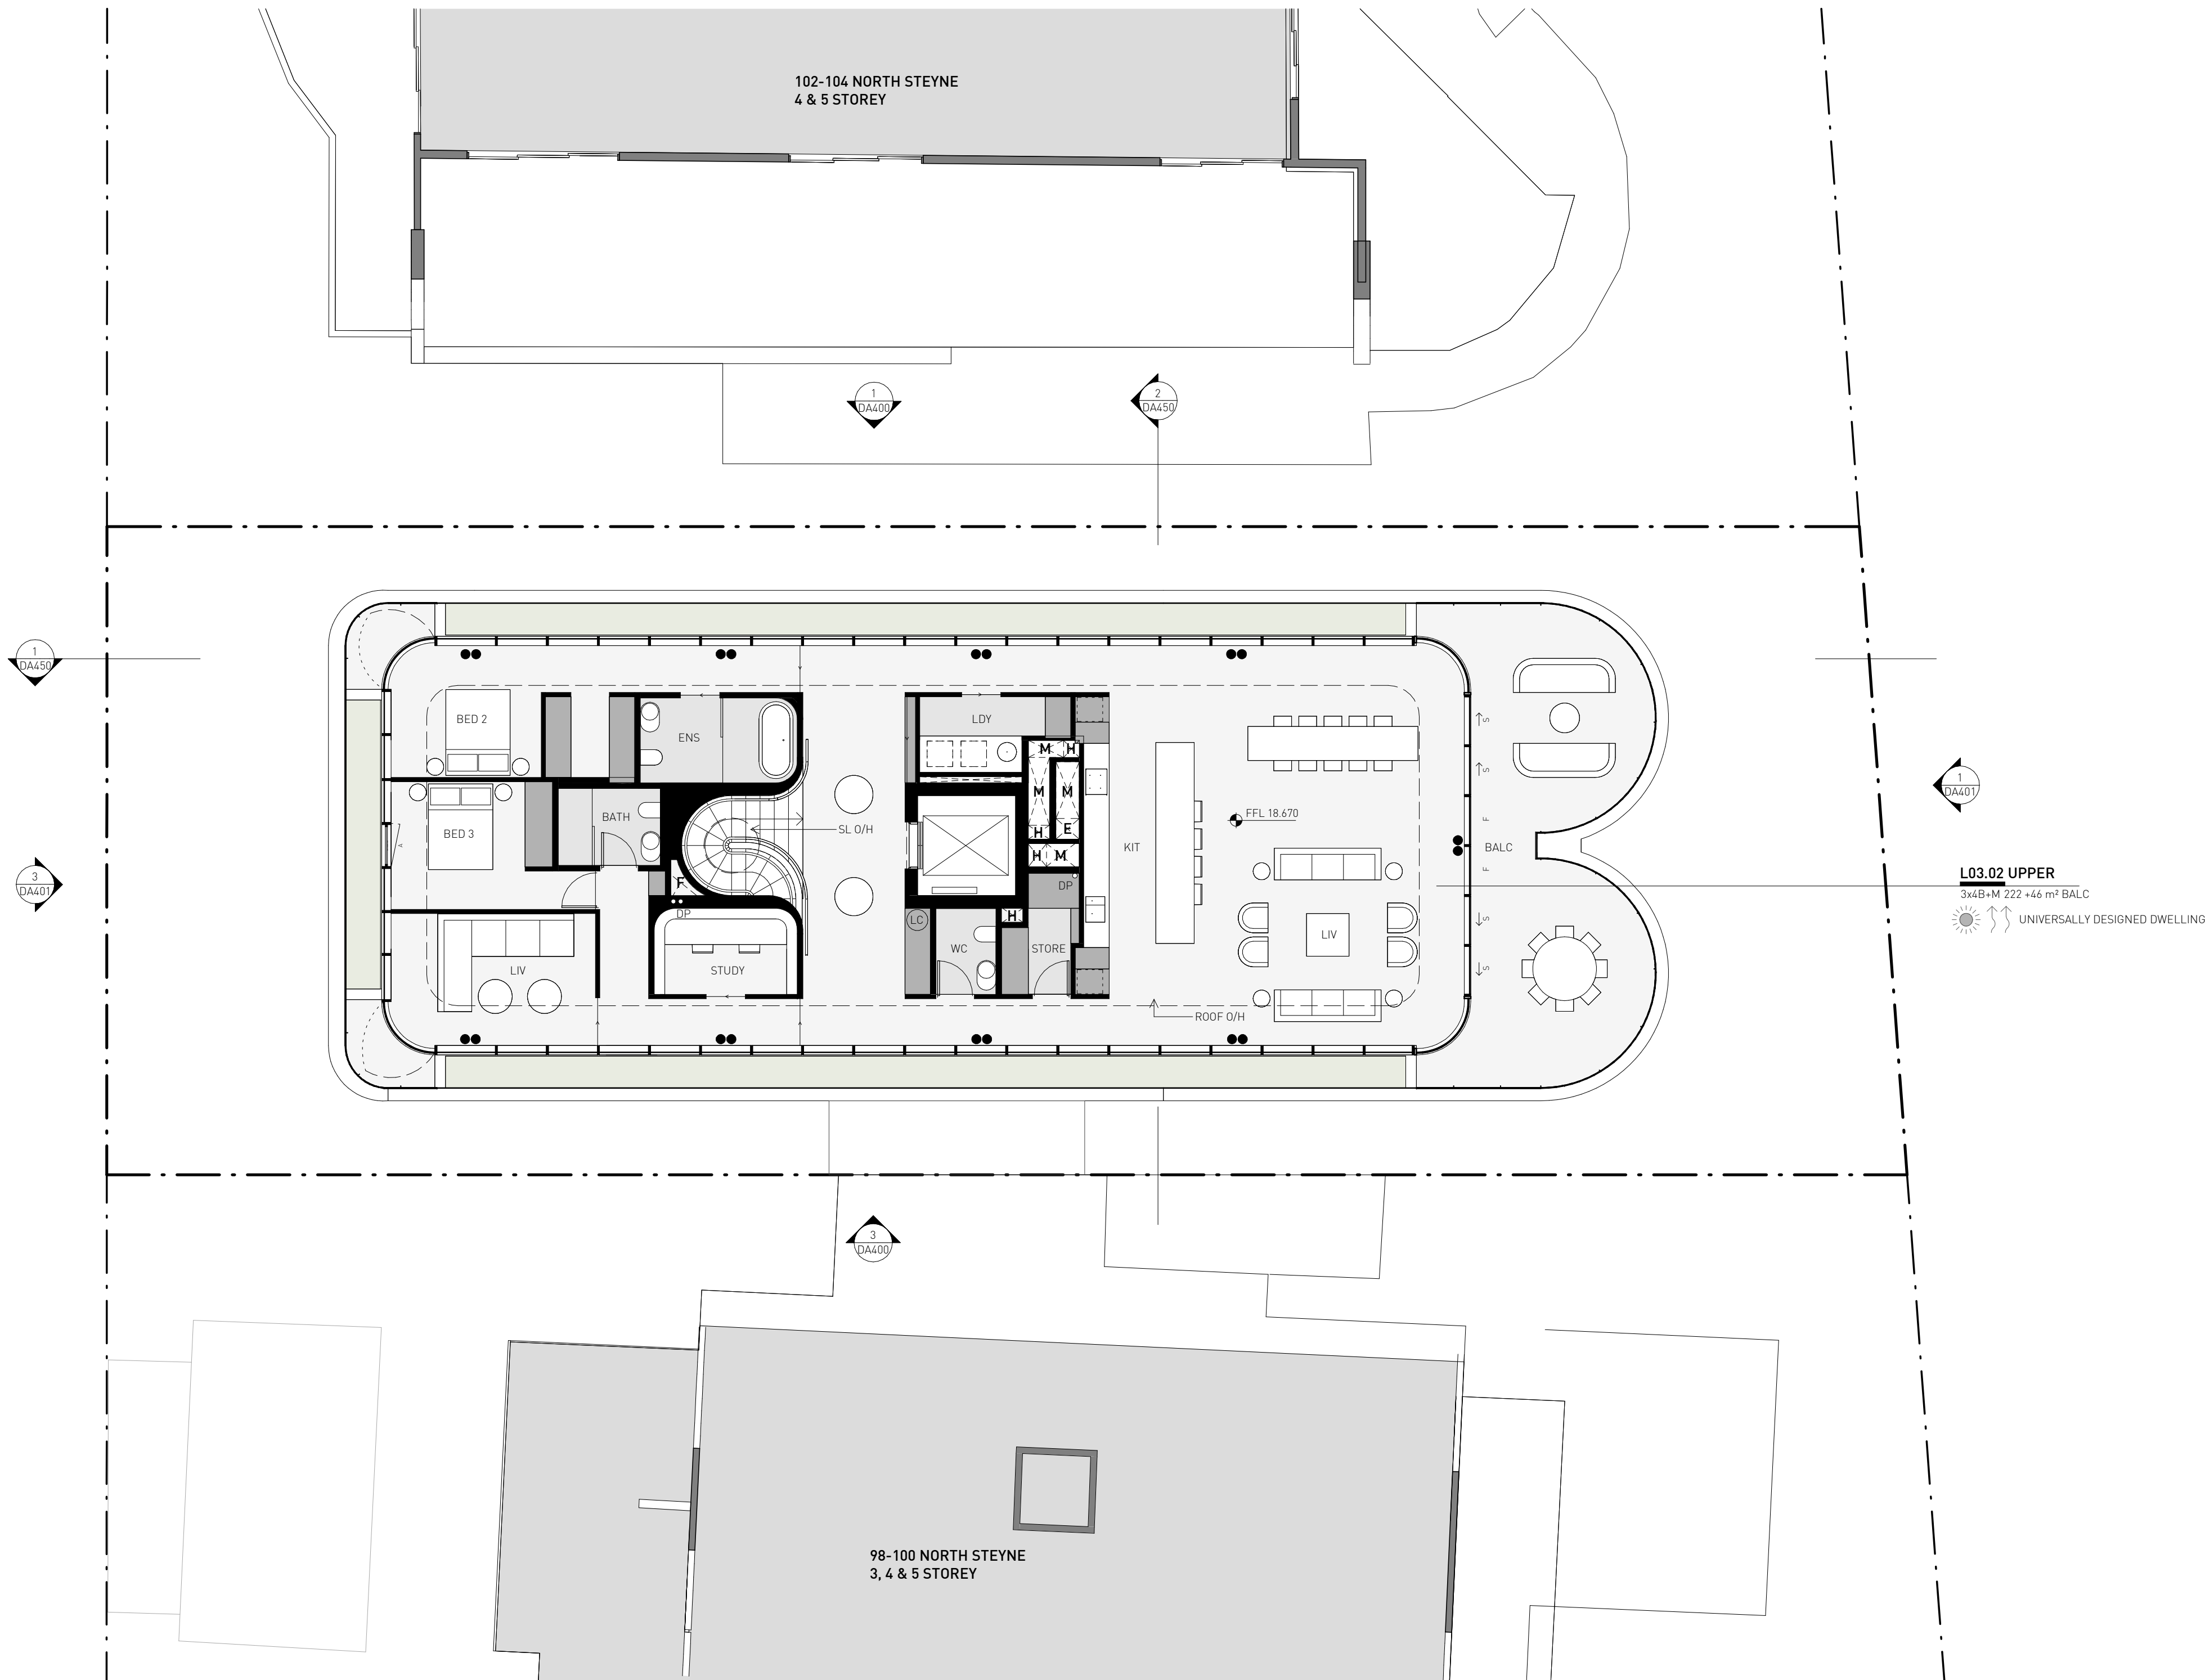 102-104 NORTH STEYNE
4 & 5 STOREY
1
DA400
2
DA450
1
DA450
BED 2
ENS
LDY
M
H
S
S
1
DA401
BED 3
A
BATH
SL O/H
M
M
H
E
H
M
FFL 18.670
KIT
F
BALC
F
3
DA401
F
DP
DP
L03.02 UPPER
3x4B+M 222 +46 m² BALC
UNIVERSALLY DESIGNED DWELLING
LC
H
WC
STORE
LIV
S
S
LIV
STUDY
ROOF O/H
3
DA400
98-100 NORTH STEYNE
3, 4 & 5 STOREY